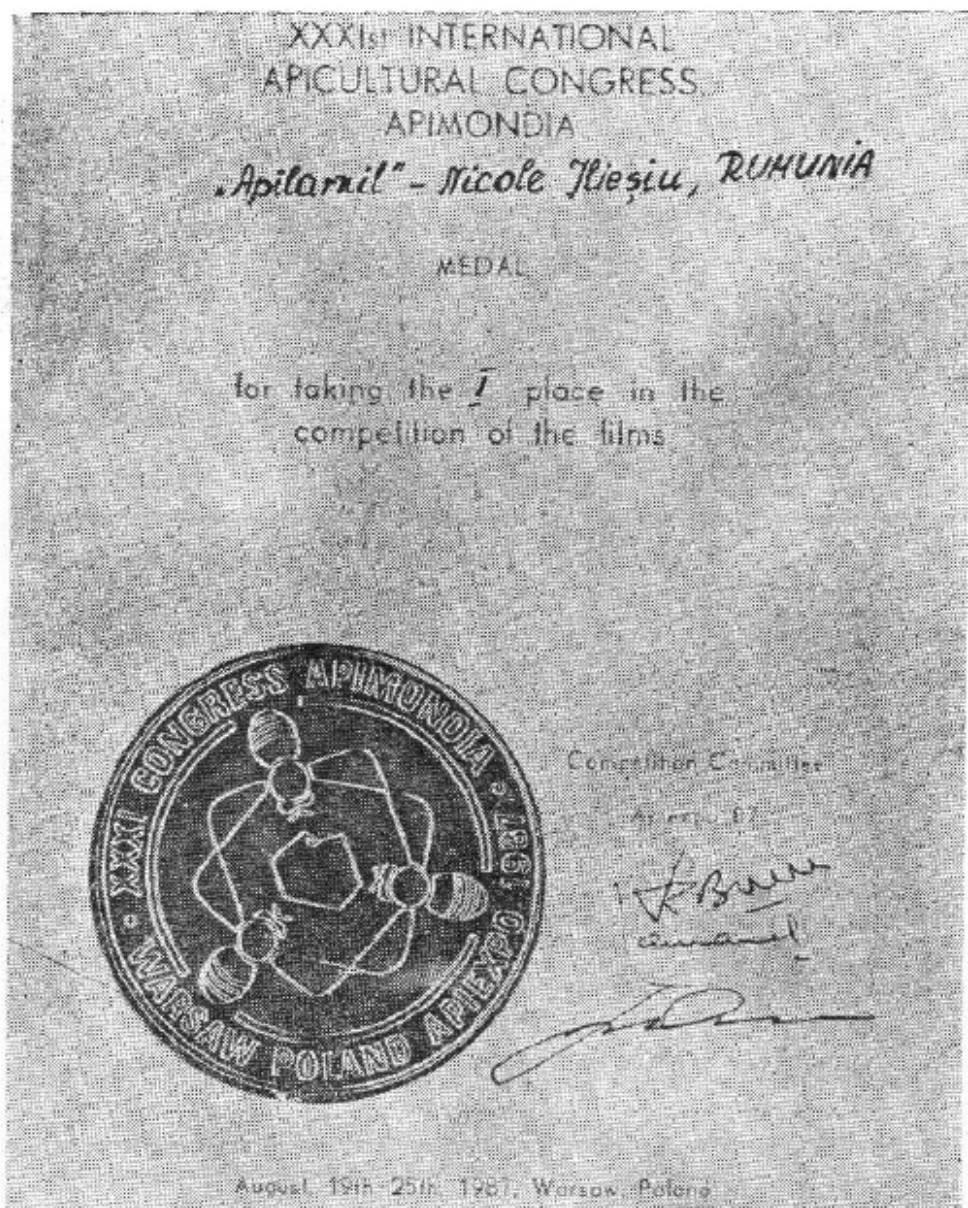 XXXIst INTERNATIONAL
APICULTURAL CONGRESS
APIMONDIA
„Apilarnil" - Nicole Ilieșiu, RUMUNIA
MEDAL
for taking the I place in the
competition of the films
XXXI CONGRESS APIMONDIA • 1987 •
WARSAW POLAND APIEXPO
Competition Committee
August, 19th-25th, 1987, Warsaw, Poland